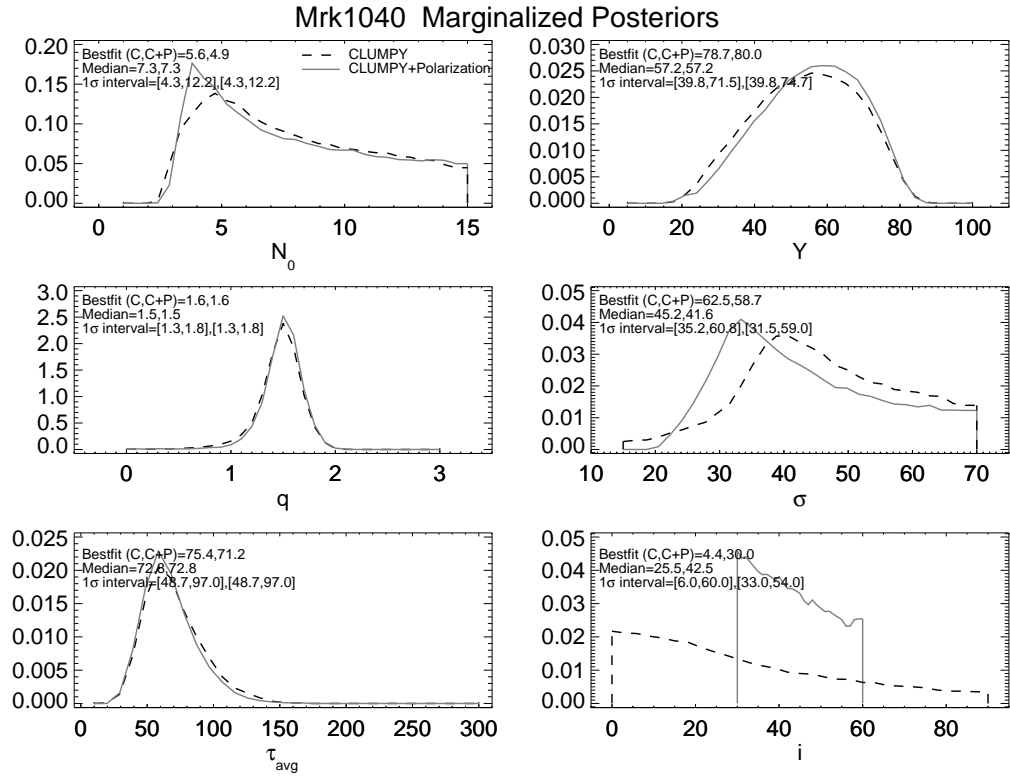 Mrk1040 Marginalized Posteriors
Bestfit (C,C+P)=5.6,4.9
Median=7.3,7.3
1σ interval=[4.3,12.2],[4.3,12.2]
CLUMPY
CLUMPY+Polarization
0.20
0.15
0.10
0.05
0.00
0 5 10 15
N0
Bestfit (C,C+P)=78.7,80.0
Median=57.2,57.2
1σ interval=[39.8,71.5],[39.8,74.7]
0.030
0.025
0.020
0.015
0.010
0.005
0.000
0 20 40 60 80 100
Y
Bestfit (C,C+P)=1.6,1.6
Median=1.5,1.5
1σ interval=[1.3,1.8],[1.3,1.8]
3.0
2.5
2.0
1.5
1.0
0.5
0.0
0 1 2 3
q
Bestfit (C,C+P)=62.5,58.7
Median=45.2,41.6
1σ interval=[35.2,60.8],[31.5,59.0]
0.05
0.04
0.03
0.02
0.01
0.00
10 20 30 40 50 60 70
σ
Bestfit (C,C+P)=75.4,71.2
Median=72.8,72.8
1σ interval=[48.7,97.0],[48.7,97.0]
0.025
0.020
0.015
0.010
0.005
0.000
0 50 100 150 200 250 300
τavg
Bestfit (C,C+P)=4.4,30.0
Median=25.5,42.5
1σ interval=[6.0,60.0],[33.0,54.0]
0.05
0.04
0.03
0.02
0.01
0.00
0 20 40 60 80
i